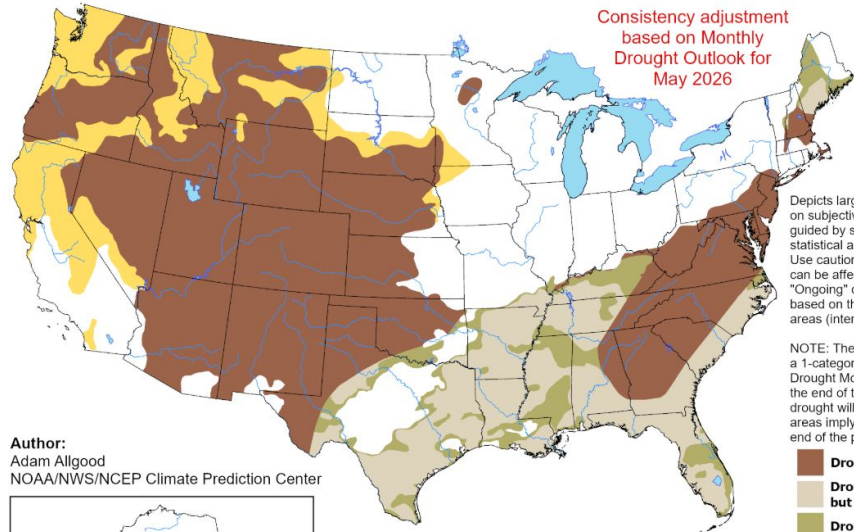 Consistency adjustment
based on Monthly
Drought Outlook for
May 2026
Depicts larg
on subjectiv
guided by s
statistical a
Use caution
can be affe
"Ongoing" d
based on th
areas (inter
NOTE: The
a 1-category
Drought Mo
the end of t
drought will
areas imply
end of the p
Author:
Adam Allgood
NOAA/NWS/NCEP Climate Prediction Center
Dro
Dro
but
Dro